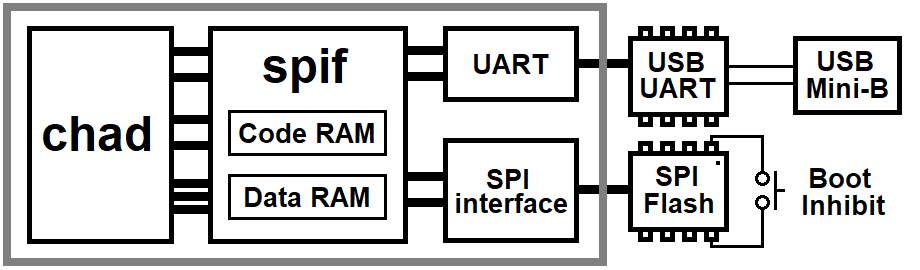 chad
spif
Code RAM
Data RAM
UART
SPI
interface
USB
UART
USB
Mini-B
SPI
Flash
Boot
Inhibit